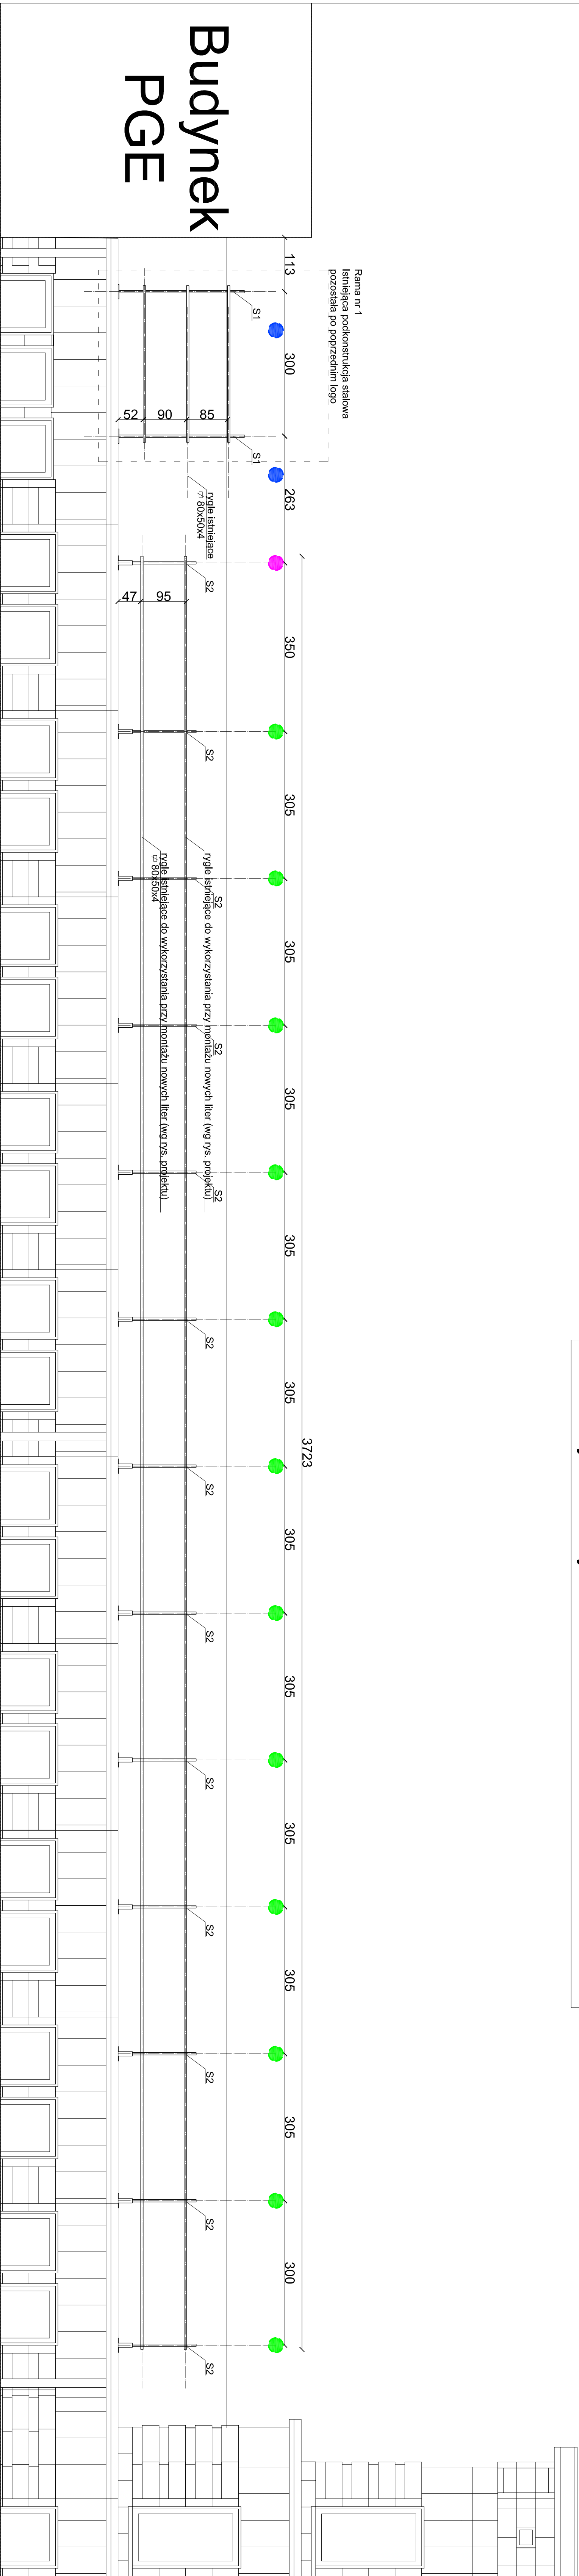 Budynek
PGE
Rama nr 1
Istniejąca podkonstrukcja stalowa
pozostała po poprzednim logo
113
300
263
350
305
305
305
305
305
305
305
305
305
305
300
3723
S1
S1
52
90
85
rygle istniejące
80x50x4
47
95
S2
S2
S2
S2
S2
S2
S2
S2
S2
S2
S2
S2
S2
rygle istniejące do wykorzystania przy montażu nowych liter (wg rys. projektu)
rygle istniejące do wykorzystania przy montażu nowych liter (wg rys. projektu)
80x50x4